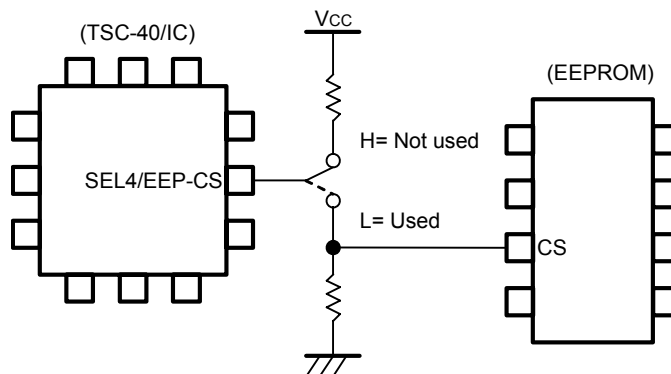 Vcc
(TSC-40/IC)
(EEPROM)
H= Not used
SEL4/EEP-CS
L= Used
CS